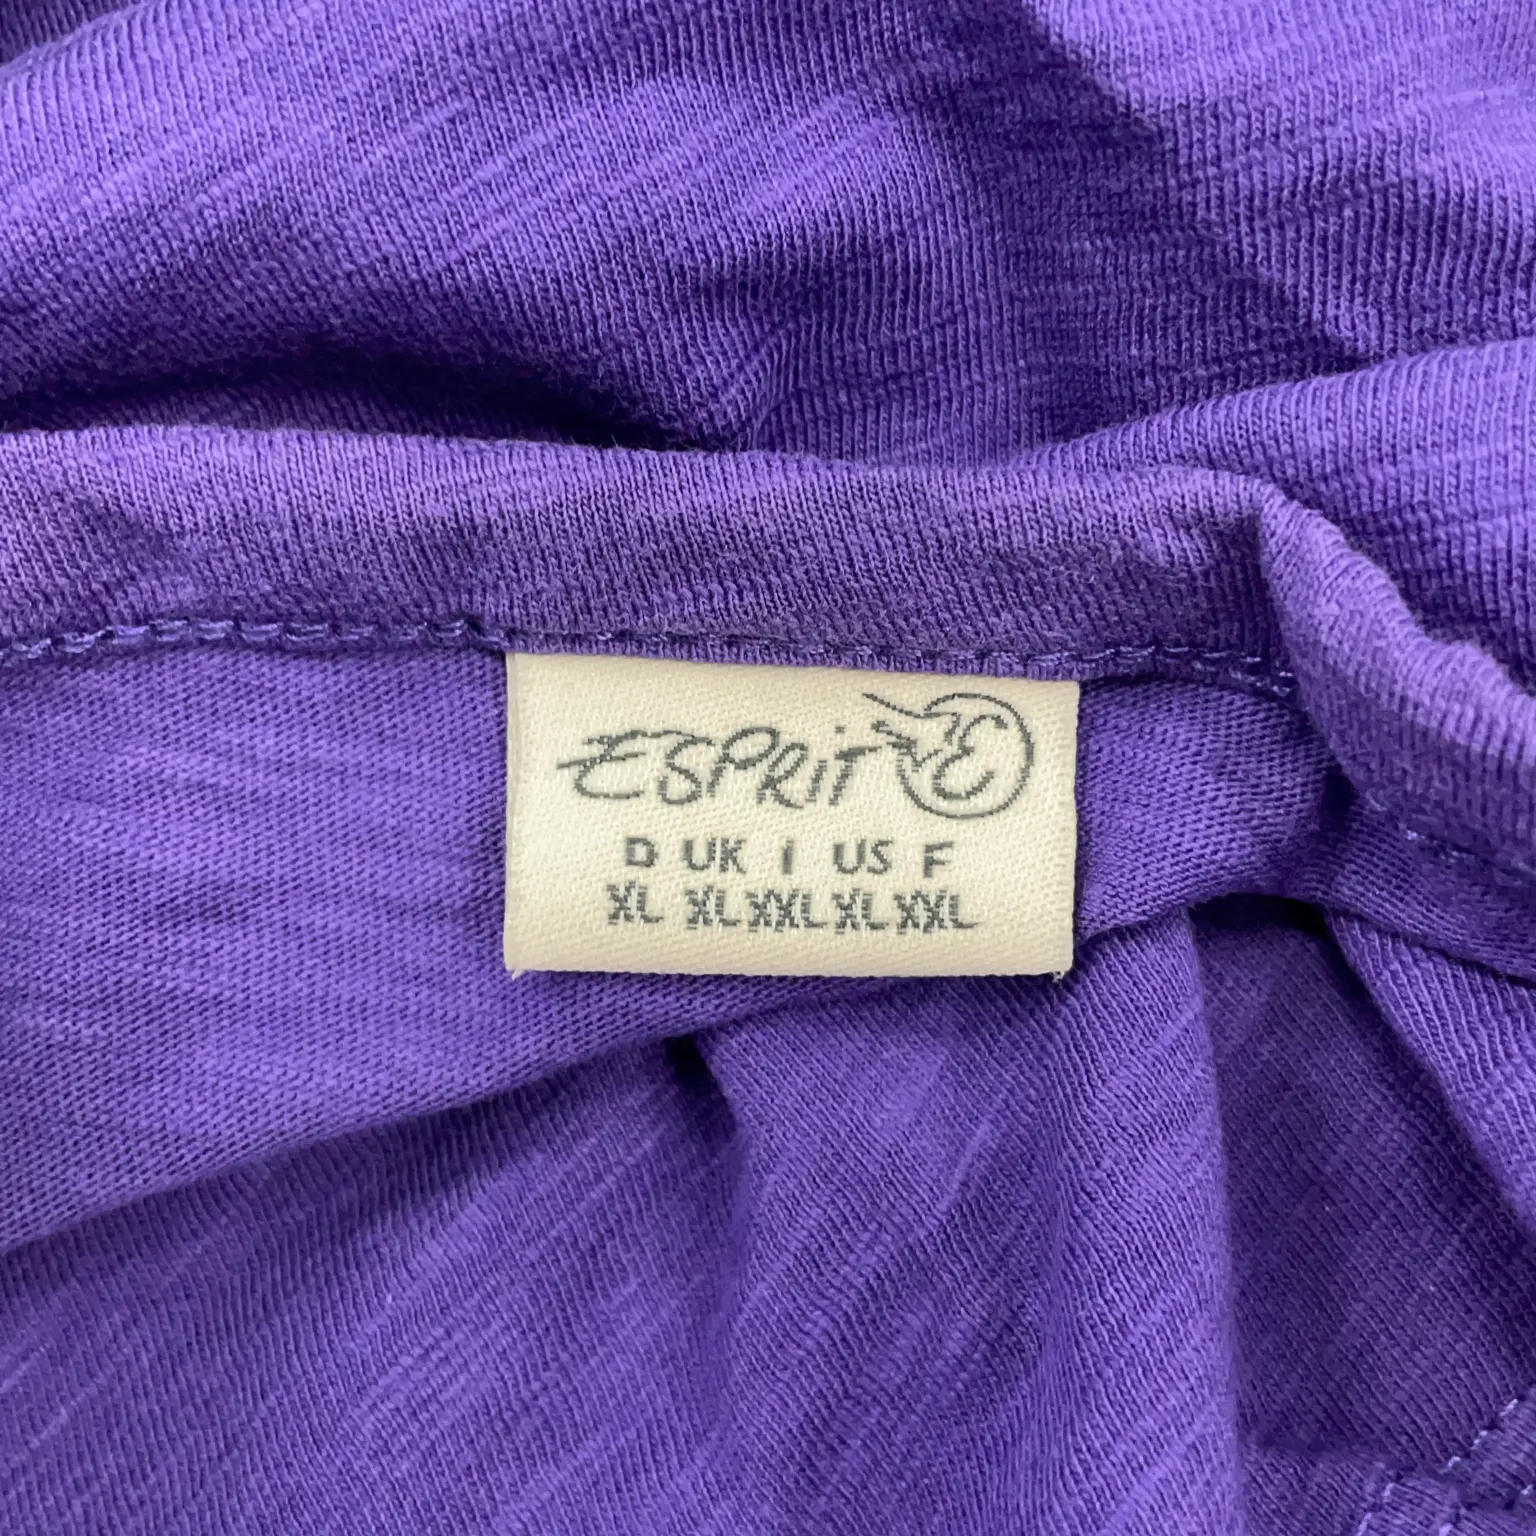 ESPRIT E
D UK I US F
XL XL XXL XL XXL